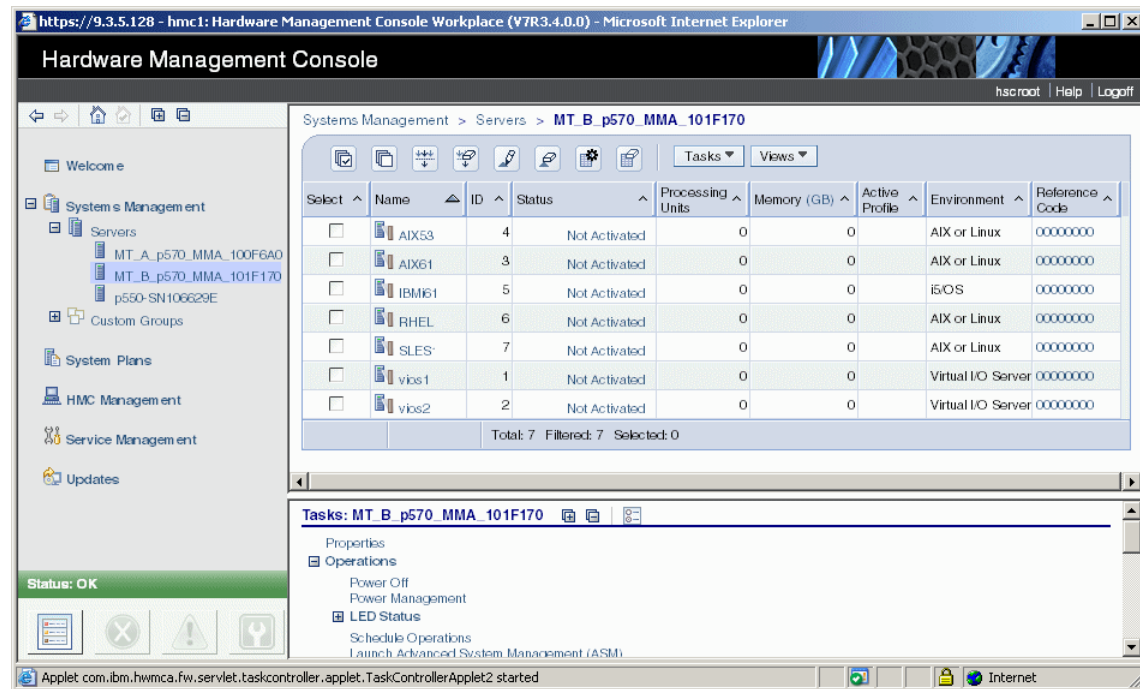 https://9.3.5.128 - hmc1: Hardware Management Console Workplace (V7R3.4.0.0) - Microsoft Internet Explorer
Hardware Management Console
hscroot | Help | Logoff
Systems Management > Servers > MT_B_p570_MMA_101F170
Welcome
Systems Management
Servers
MT_A_p570_MMA_100F6A0
MT_B_p570_MMA_101F170
p550-SN106629E
Custom Groups
System Plans
HMC Management
Service Management
Updates
Status: OK
Tasks Views
Select Name ID Status Processing Units Memory (GB) Active Profile Environment Reference Code
AIX53 4 Not Activated 0 0 AIX or Linux 00000000
AIX61 3 Not Activated 0 0 AIX or Linux 00000000
IBMi61 5 Not Activated 0 0 i5/OS 00000000
RHEL 6 Not Activated 0 0 AIX or Linux 00000000
SLES 7 Not Activated 0 0 AIX or Linux 00000000
vios1 1 Not Activated 0 0 Virtual I/O Server 00000000
vios2 2 Not Activated 0 0 Virtual I/O Server 00000000
Total: 7 Filtered: 7 Selected: 0
Tasks: MT_B_p570_MMA_101F170
Properties
Operations
Power Off
Power Management
LED Status
Schedule Operations
Launch Advanced System Management (ASM)
Applet com.ibm.hwmca.fw.servlet.taskcontroller.applet.TaskControllerApplet2 started
Internet